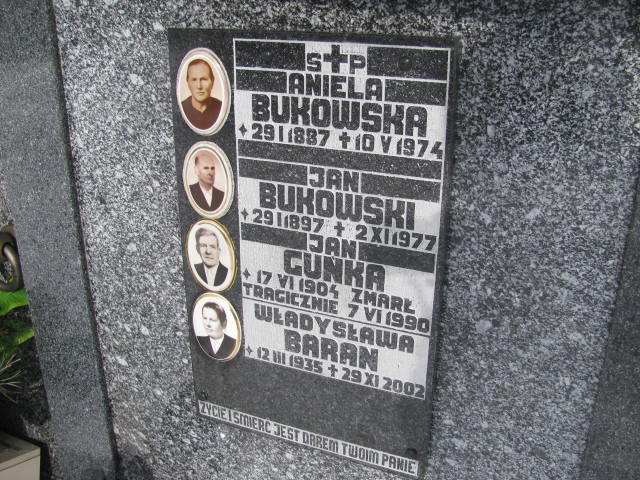 S✝P
ANIELA
BUKOWSKA
✦ 29 I 1887 ✝ 10 V 1974
JAN
BUKOWSKI
✦ 29 I 1897 ✝ 2 XI 1977
JAN
GUNKA
✦ 17 VI 1904 ZMARŁ
TRAGICZNIE 7 VI 1990
WŁADYSŁAWA
BARAN
✦ 12 III 1935 ✝ 29 XI 2002
ŻYCIE I ŚMIERĆ JEST DAREM TWOIM PANIE